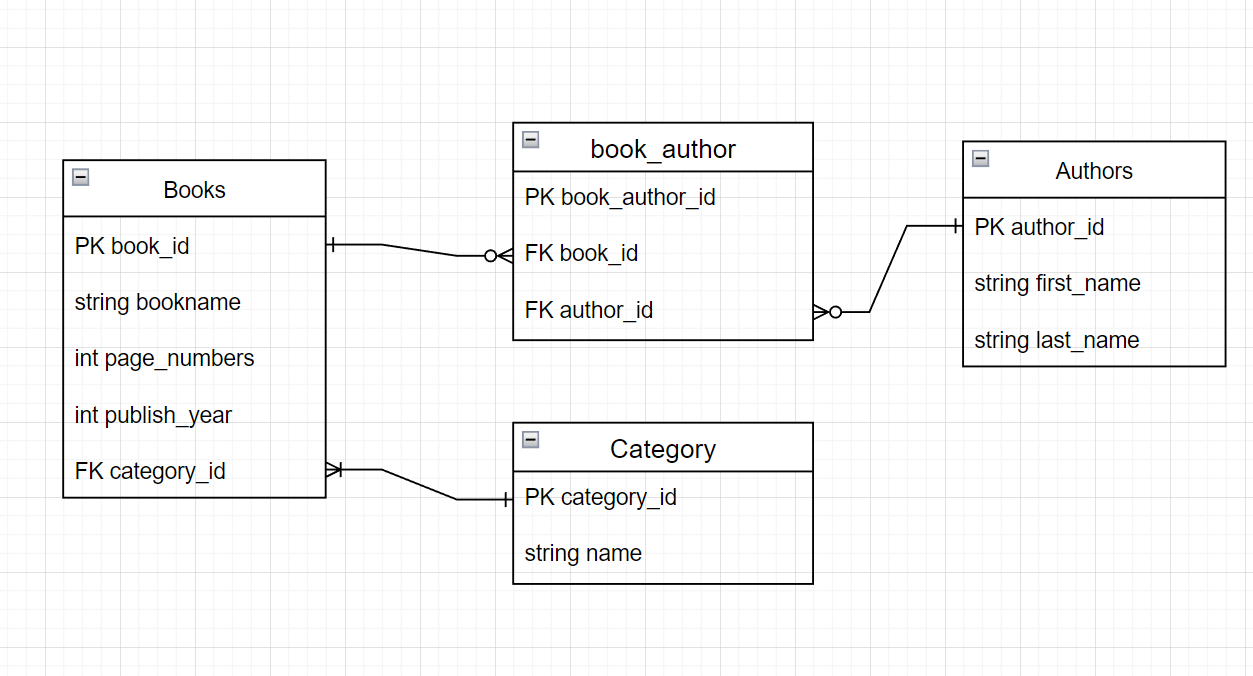 Books
PK book_id
string bookname
int page_numbers
int publish_year
FK category_id
book_author
PK book_author_id
FK book_id
FK author_id
Category
PK category_id
string name
Authors
PK author_id
string first_name
string last_name